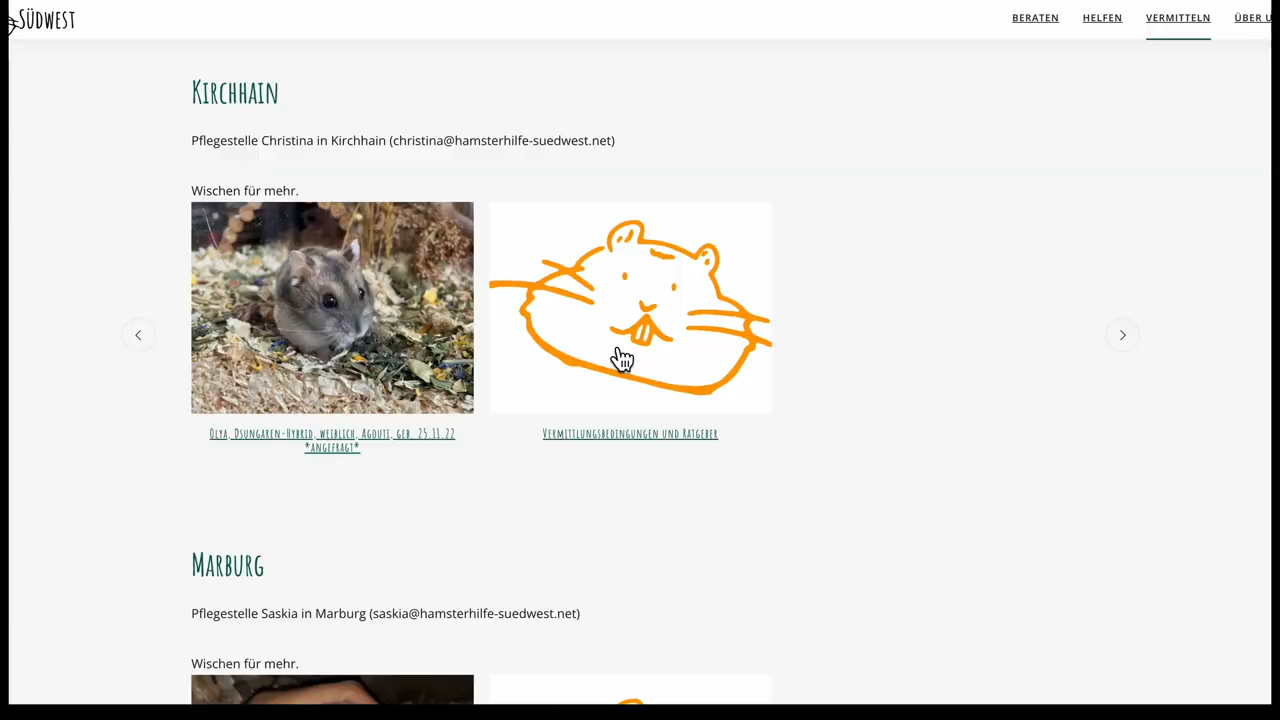 SÜDWEST
BERATEN HELFEN VERMITTELN ÜBER U
KIRCHHAIN
Pflegestelle Christina in Kirchhain (christina@hamsterhilfe-suedwest.net)
Wischen für mehr.
OLYA, DSUNGAREN-HYBRID, WEIBLICH, AGOUTI, GEB. 25.11.22
*ANGEFRAGT*
VERMITTLUNGSBEDINGUNGEN UND RATGEBER
MARBURG
Pflegestelle Saskia in Marburg (saskia@hamsterhilfe-suedwest.net)
Wischen für mehr.